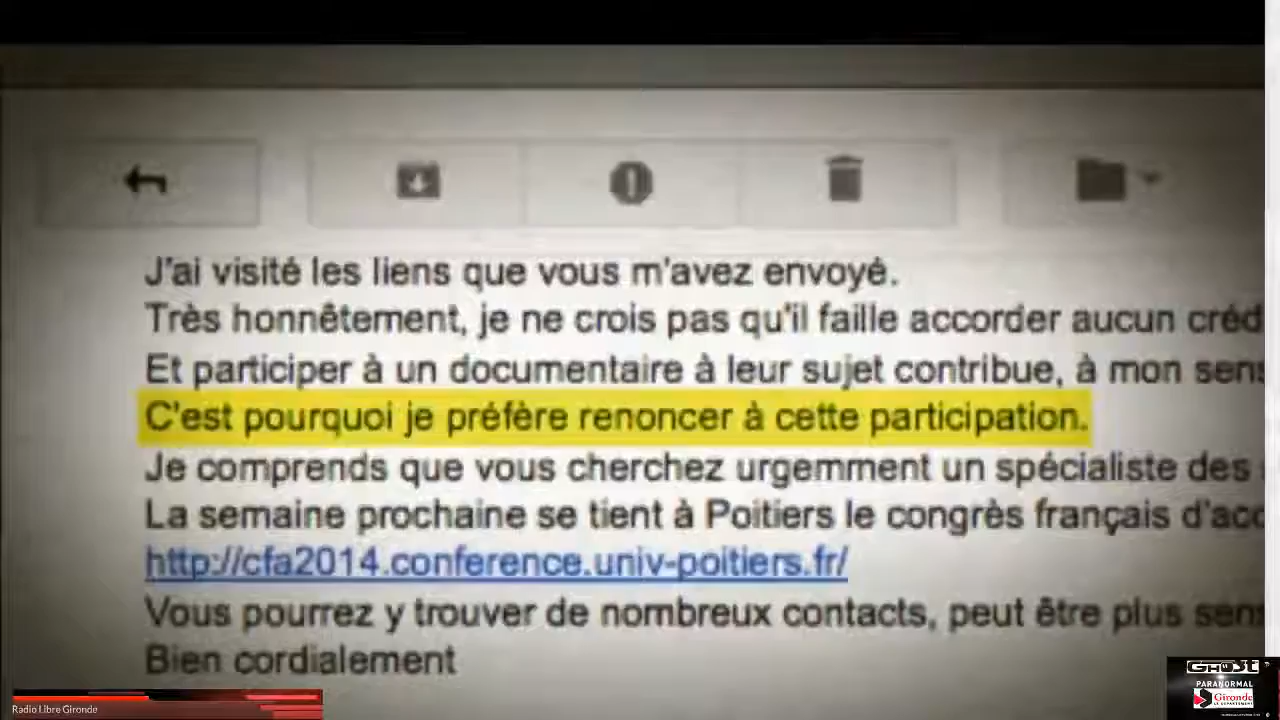 J'ai visité les liens que vous m'avez envoyé.
Très honnêtement, je ne crois pas qu'il faille accorder aucun créd
Et participer à un documentaire à leur sujet contribue, à mon sens
C'est pourquoi je préfère renoncer à cette participation.
Je comprends que vous cherchez urgemment un spécialiste des
La semaine prochaine se tient à Poitiers le congrès français d'acc
http://cfa2014.conference.univ-poitiers.fr/
Vous pourrez y trouver de nombreux contacts, peut être plus sens
Bien cordialement
Radio Libre Gironde
GHOST
PARANORMAL
Gironde